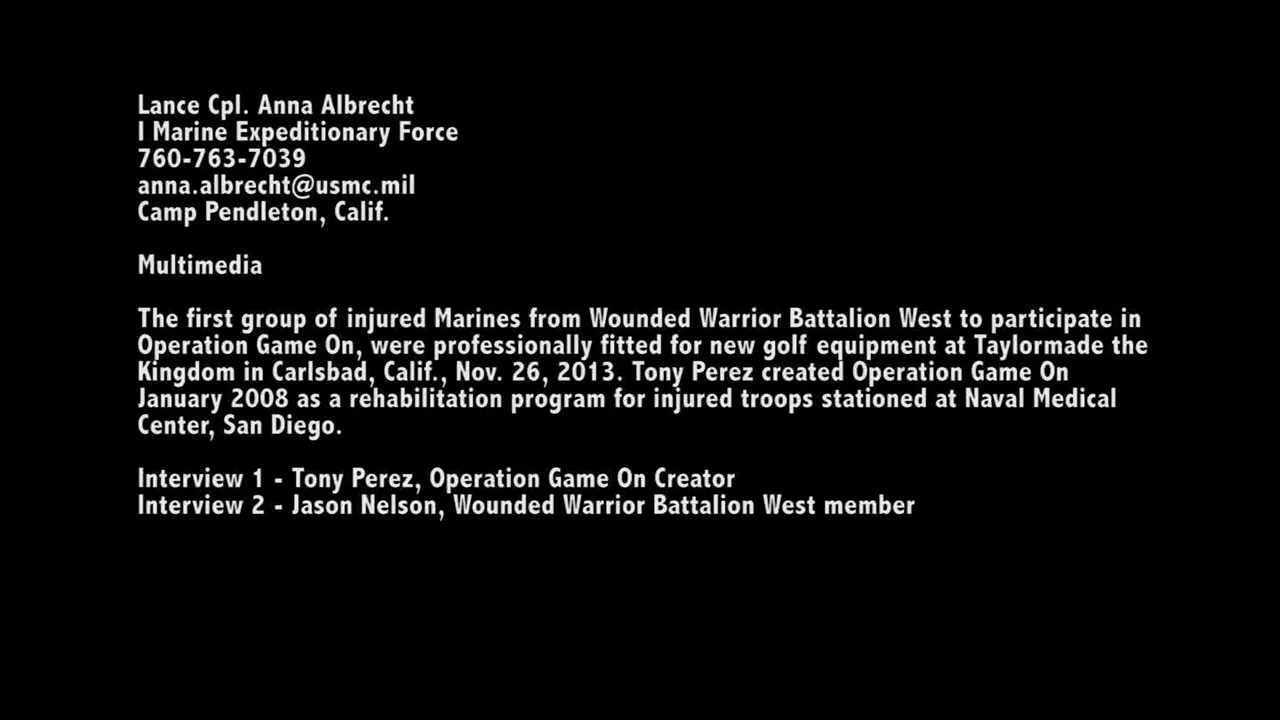 Lance Cpl. Anna Albrecht
I Marine Expeditionary Force
760-763-7039
anna.albrecht@usmc.mil
Camp Pendleton, Calif.
Multimedia
The first group of injured Marines from Wounded Warrior Battalion West to participate in
Operation Game On, were professionally fitted for new golf equipment at Taylormade the
Kingdom in Carlsbad, Calif., Nov. 26, 2013. Tony Perez created Operation Game On
January 2008 as a rehabilitation program for injured troops stationed at Naval Medical
Center, San Diego.
Interview 1 - Tony Perez, Operation Game On Creator
Interview 2 - Jason Nelson, Wounded Warrior Battalion West member